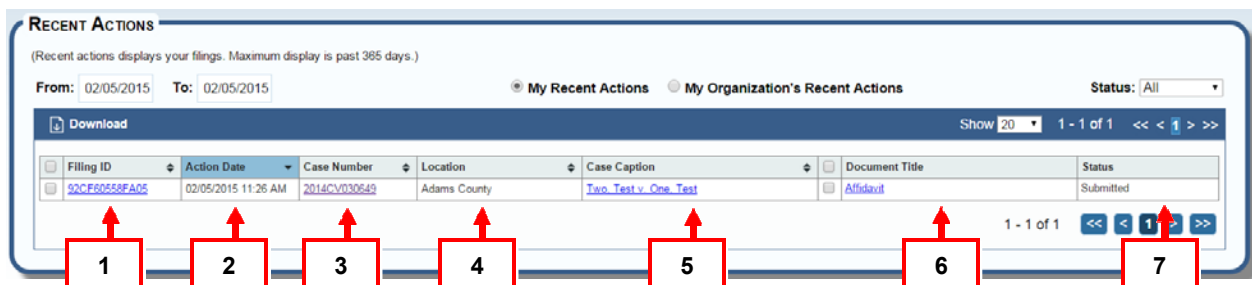 RECENT ACTIONS
(Recent actions displays your filings. Maximum display is past 365 days.)
From: 02/05/2015 To: 02/05/2015 My Recent Actions My Organization's Recent Actions Status: All
Download Show 20 1 - 1 of 1 << < 1 > >>
Filing ID Action Date Case Number Location Case Caption Document Title Status
92CF60558FA05 02/05/2015 11:26 AM 2014CV030649 Adams County Two, Test v. One, Test Affidavit Submitted
1 - 1 of 1 << < 1 > >>
1 2 3 4 5 6 7